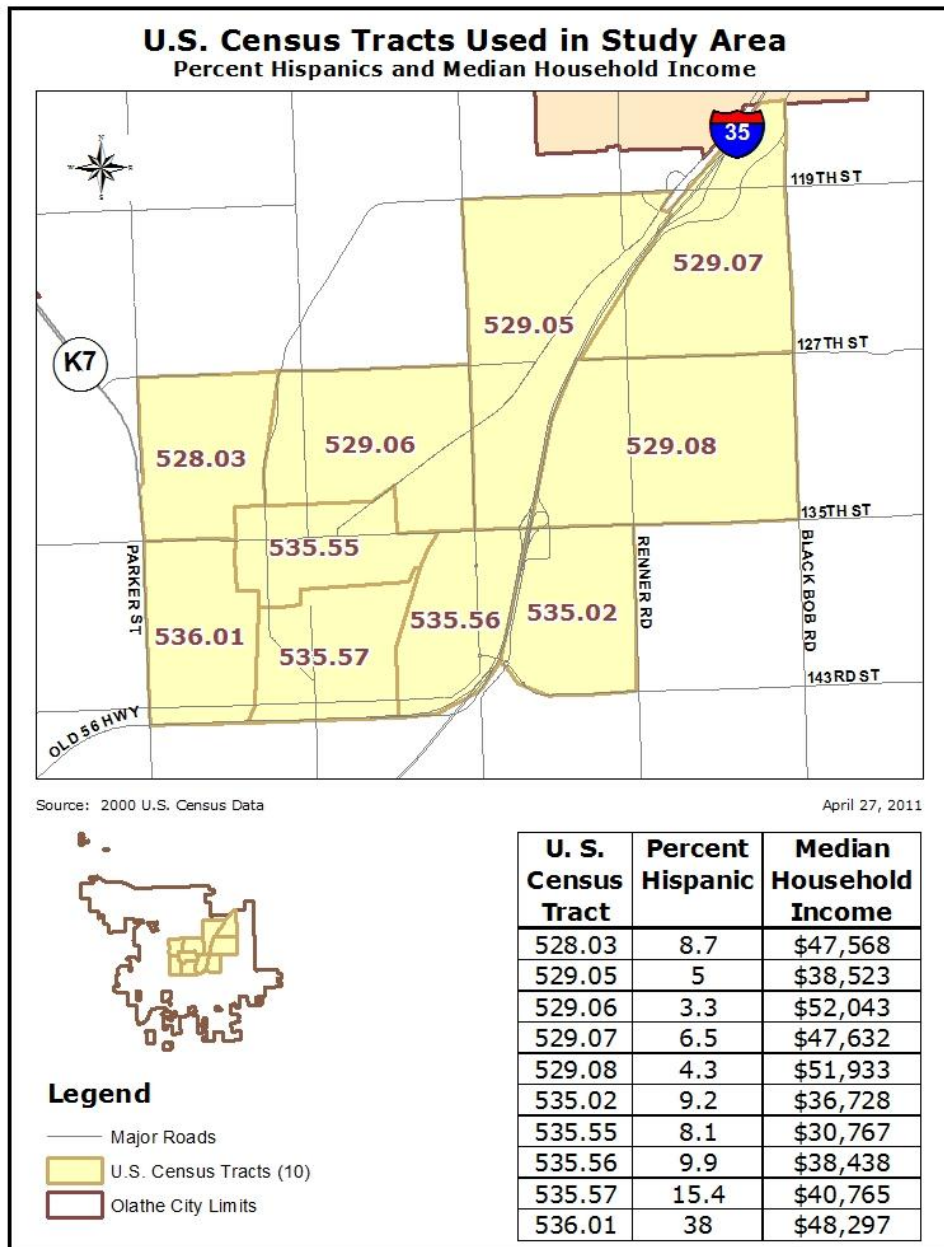 U.S. Census Tracts Used in Study Area
Percent Hispanics and Median Household Income
35
119TH ST
529.07
529.05
127TH ST
K7
529.06
528.03
529.08
135TH ST
535.55
PARKER ST
RENNER RD
BLACK BOB RD
536.01
535.57
535.56
535.02
143RD ST
OLD 56 HWY
Source: 2000 U.S. Census Data
April 27, 2011
U. S. Census Tract Percent Hispanic Median Household Income
528.03 8.7 $47,568
529.05 5 $38,523
529.06 3.3 $52,043
529.07 6.5 $47,632
529.08 4.3 $51,933
535.02 9.2 $36,728
535.55 8.1 $30,767
535.56 9.9 $38,438
535.57 15.4 $40,765
536.01 38 $48,297
Legend
Major Roads
U.S. Census Tracts (10)
Olathe City Limits